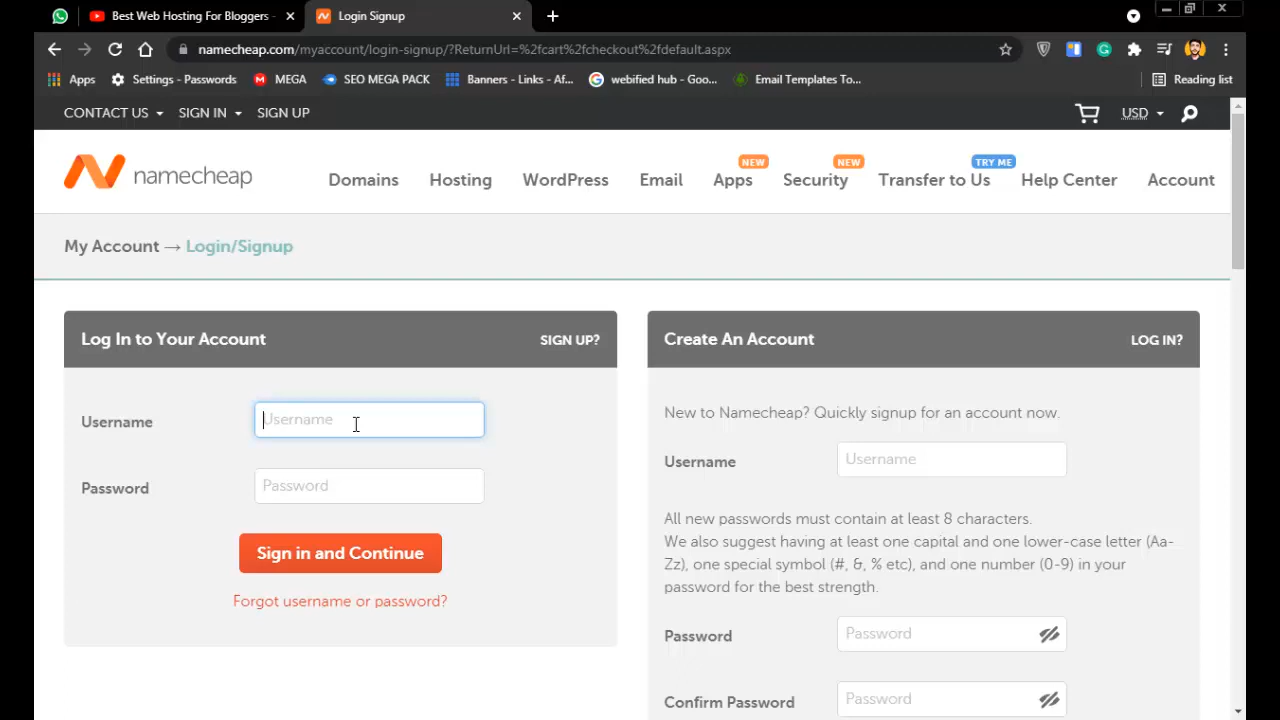 Best Web Hosting For Bloggers -
Login Signup
namecheap.com/myaccount/login-signup/?ReturnUrl=%2fcart%2fcheckout%2fdefault.aspx
Apps
Settings - Passwords
MEGA
SEO MEGA PACK
Banners - Links - Af...
webified hub - Goo...
Email Templates To...
Reading list
CONTACT US
SIGN IN
SIGN UP
USD
namecheap
Domains
Hosting
WordPress
Email
Apps
NEW
Security
NEW
Transfer to Us
TRY ME
Help Center
Account
My Account → Login/Signup
Log In to Your Account
SIGN UP?
Username
Username
Password
Password
Sign in and Continue
Forgot username or password?
Create An Account
LOG IN?
New to Namecheap? Quickly signup for an account now.
Username
Username
All new passwords must contain at least 8 characters.
We also suggest having at least one capital and one lower-case letter (Aa-
Zz), one special symbol (#, &, % etc), and one number (0-9) in your
password for the best strength.
Password
Password
Confirm Password
Password